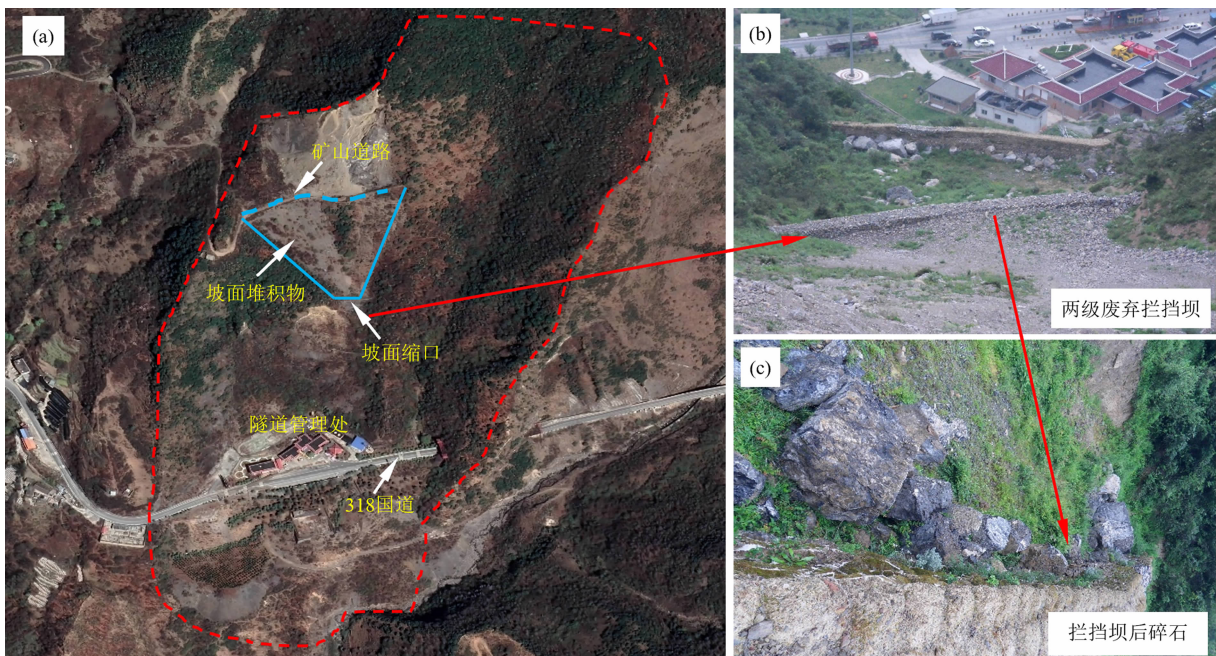 (a)
矿山道路
坡面堆积物
坡面缩口
隧道管理处
318国道
(b)
两级废弃拦挡坝
(c)
拦挡坝后碎石